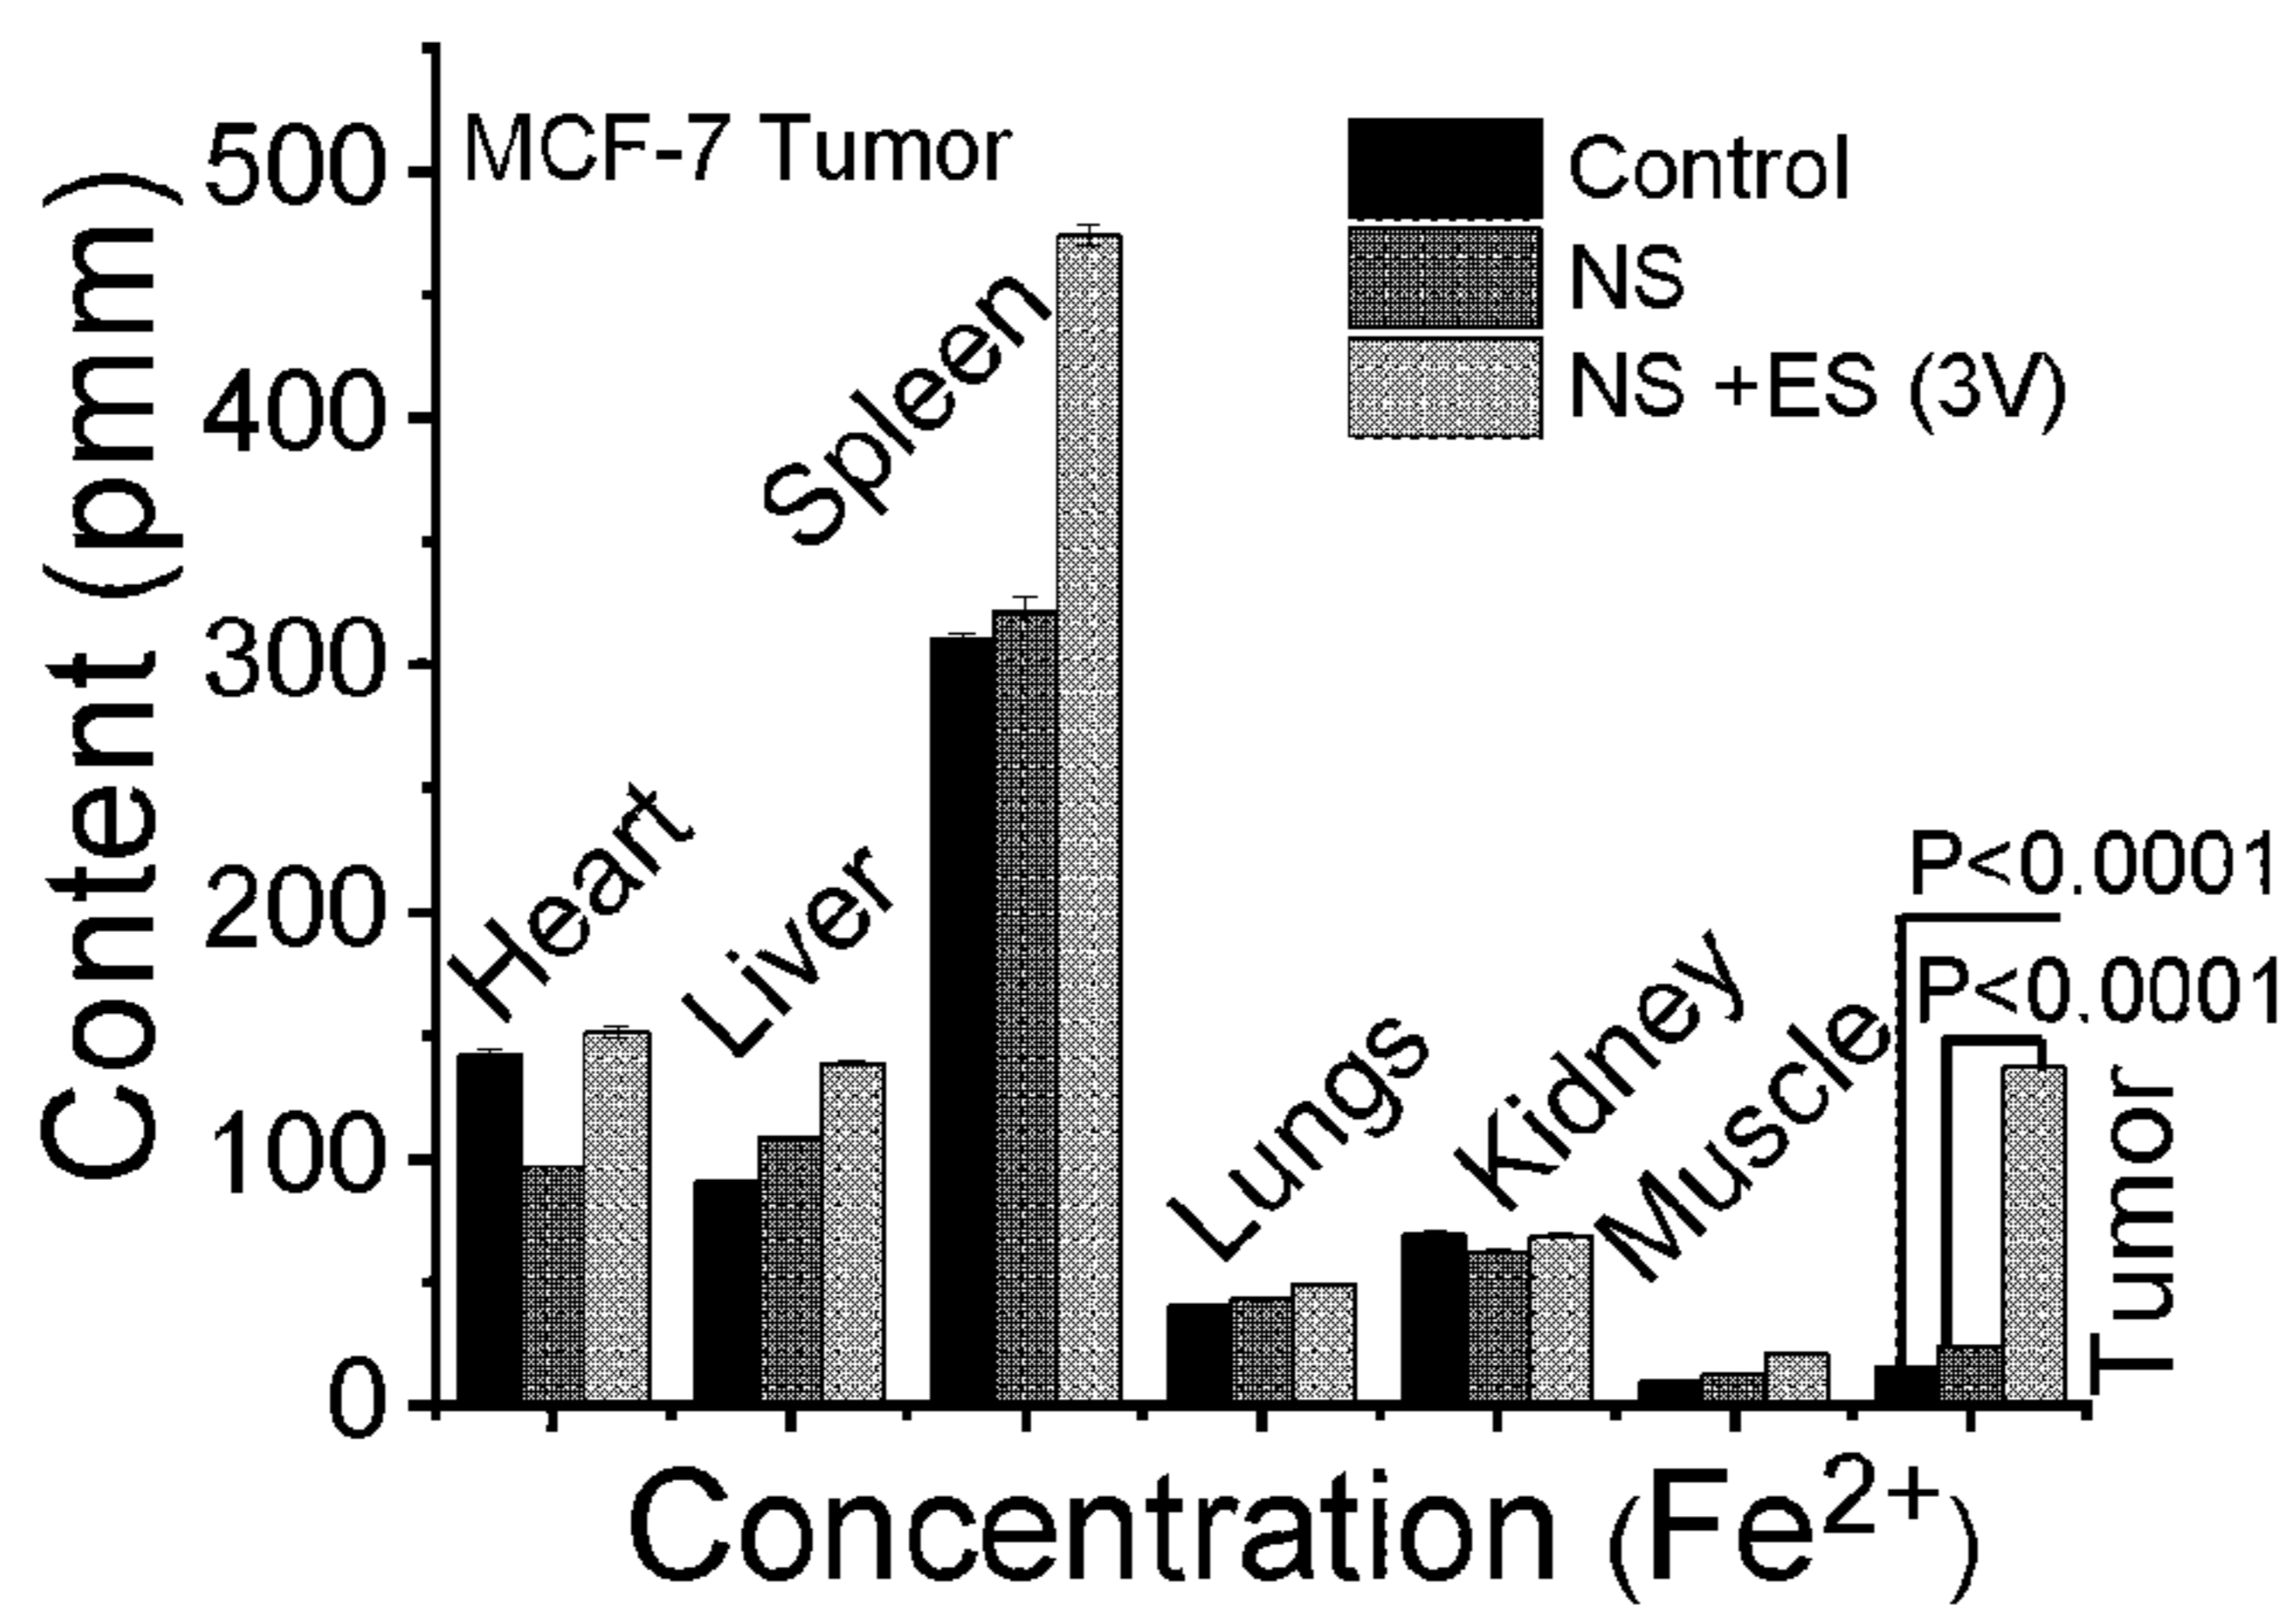 MCF-7 Tumor
Control
NS
NS +ES (3V)
Content (pmm)
500
400
300
200
100
0
Heart
Liver
Spleen
Lungs
Kidney
Muscle
Tumor
P<0.0001
P<0.0001
Concentration (Fe²⁺)